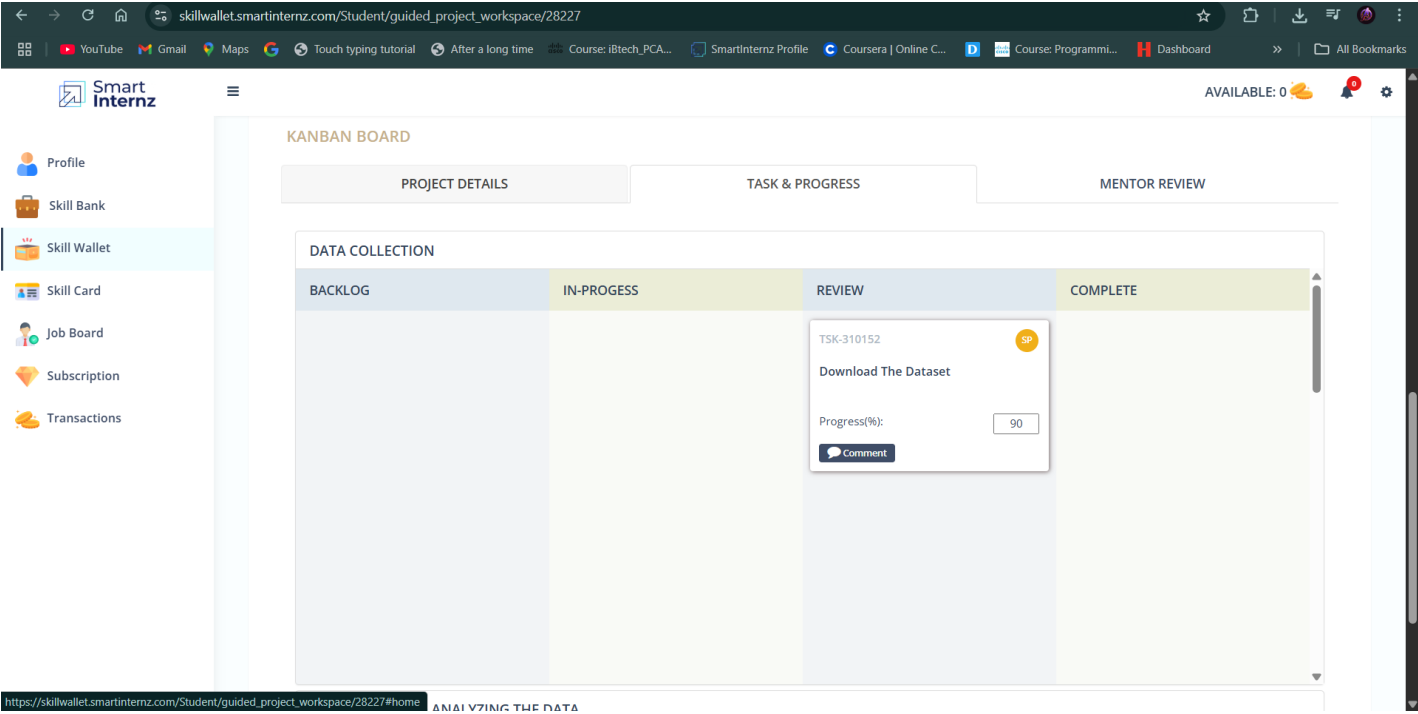 skillwallet.smartinternz.com/Student/guided_project_workspace/28227
YouTube Gmail Maps Touch typing tutorial After a long time Course: iBtech_PCA... SmartInternz Profile Coursera | Online C... Course: Programmi... Dashboard » All Bookmarks
Smart
Internz
AVAILABLE: 0
0
KANBAN BOARD
Profile
PROJECT DETAILS TASK & PROGRESS MENTOR REVIEW
Skill Bank
Skill Wallet
DATA COLLECTION
Skill Card
BACKLOG IN-PROGESS REVIEW COMPLETE
Job Board
TSK-310152 SP
Download The Dataset
Subscription
Transactions
Progress(%): 90
Comment
https://skillwallet.smartinternz.com/Student/guided_project_workspace/28227#home
ANALYZING THE DATA